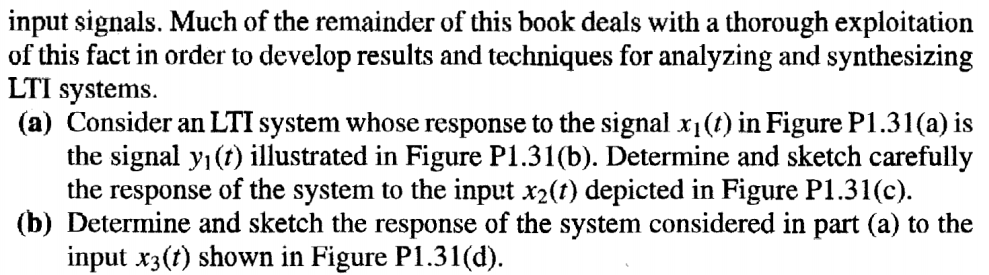 input signals. Much of the remainder of this book deals with a thorough exploitation
of this fact in order to develop results and techniques for analyzing and synthesizing
LTI systems.
(a) Consider an LTI system whose response to the signal x₁(t) in Figure P1.31(a) is
the signal y₁(t) illustrated in Figure P1.31(b). Determine and sketch carefully
the response of the system to the input x₂(t) depicted in Figure P1.31(c).
(b) Determine and sketch the response of the system considered in part (a) to the
input x₃(t) shown in Figure P1.31(d).